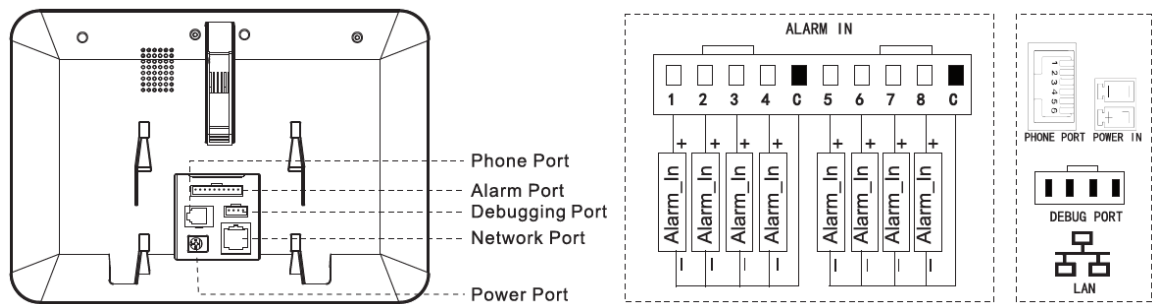 Phone Port
Alarm Port
Debugging Port
Network Port
Power Port
ALARM IN
1 2 3 4 C 5 6 7 8 C
+ + + + + + + +
Alarm_In Alarm_In Alarm_In Alarm_In Alarm_In Alarm_In Alarm_In Alarm_In
— — — — — — — —
1
2
3
4
5
6
—
+
PHONE PORT POWER IN
DEBUG PORT
LAN